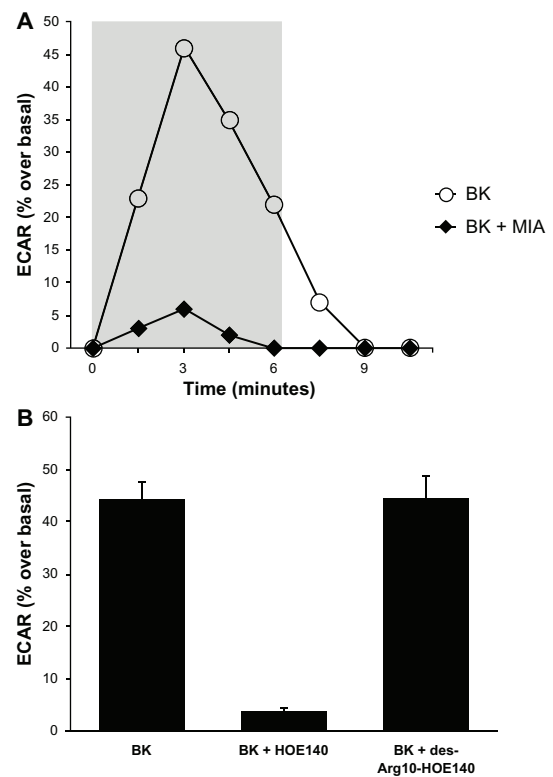 A
ECAR (% over basal)
50
45
40
35
30
25
20
15
10
5
0
0 3 6 9
Time (minutes)
BK
BK + MIA
B
ECAR (% over basal)
60
50
40
30
20
10
0
BK
BK + HOE140
BK + des-
Arg10-HOE140